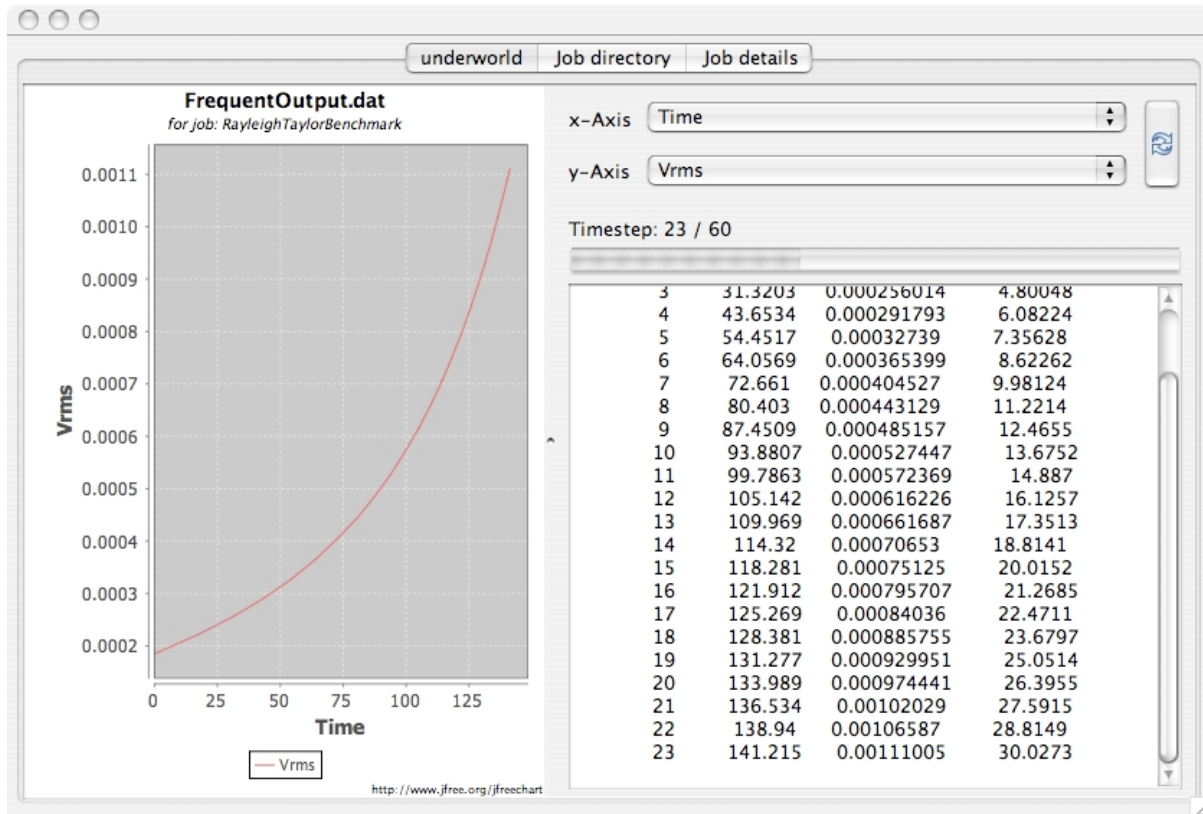 underworld Job directory Job details
FrequentOutput.dat
for job: RayleighTaylorBenchmark
0.0011
0.0010
0.0009
0.0008
0.0007
0.0006
0.0005
0.0004
0.0003
0.0002
Vrms
0 25 50 75 100 125
Time
Vrms
http://www.jfree.org/jfreechart
x-Axis Time
y-Axis Vrms
Timestep: 23 / 60
3 31.3203 0.000256014 4.80048
4 43.6534 0.000291793 6.08224
5 54.4517 0.00032739 7.35628
6 64.0569 0.000365399 8.62262
7 72.661 0.000404527 9.98124
8 80.403 0.000443129 11.2214
9 87.4509 0.000485157 12.4655
10 93.8807 0.000527447 13.6752
11 99.7863 0.000572369 14.887
12 105.142 0.000616226 16.1257
13 109.969 0.000661687 17.3513
14 114.32 0.00070653 18.8141
15 118.281 0.00075125 20.0152
16 121.912 0.000795707 21.2685
17 125.269 0.00084036 22.4711
18 128.381 0.000885755 23.6797
19 131.277 0.000929951 25.0514
20 133.989 0.000974441 26.3955
21 136.534 0.00102029 27.5915
22 138.94 0.00106587 28.8149
23 141.215 0.00111005 30.0273